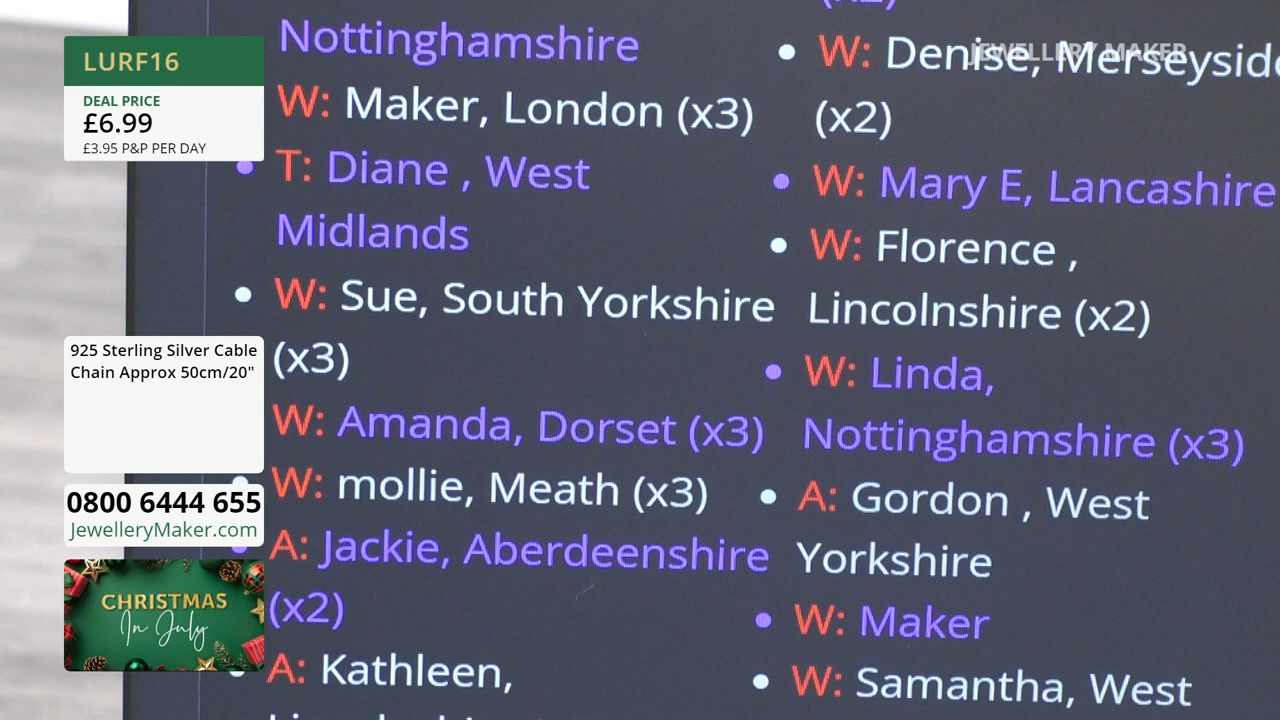 LURF16
DEAL PRICE
£6.99
£3.95 P&P PER DAY
925 Sterling Silver Cable
Chain Approx 50cm/20"
0800 6444 655
JewelleryMaker.com
CHRISTMAS
In July
Nottinghamshire
W: Maker, London (x3)
• T: Diane , West
Midlands
• W: Sue, South Yorkshire
(x3)
W: Amanda, Dorset (x3)
• W: mollie, Meath (x3)
• A: Jackie, Aberdeenshire
(x2)
• A: Kathleen,
(x2)
JEWELLERY MAKER
• W: Denise, Merseyside
(x2)
• W: Mary E, Lancashire
• W: Florence ,
Lincolnshire (x2)
• W: Linda,
Nottinghamshire (x3)
• A: Gordon , West
Yorkshire
• W: Maker
• W: Samantha, West